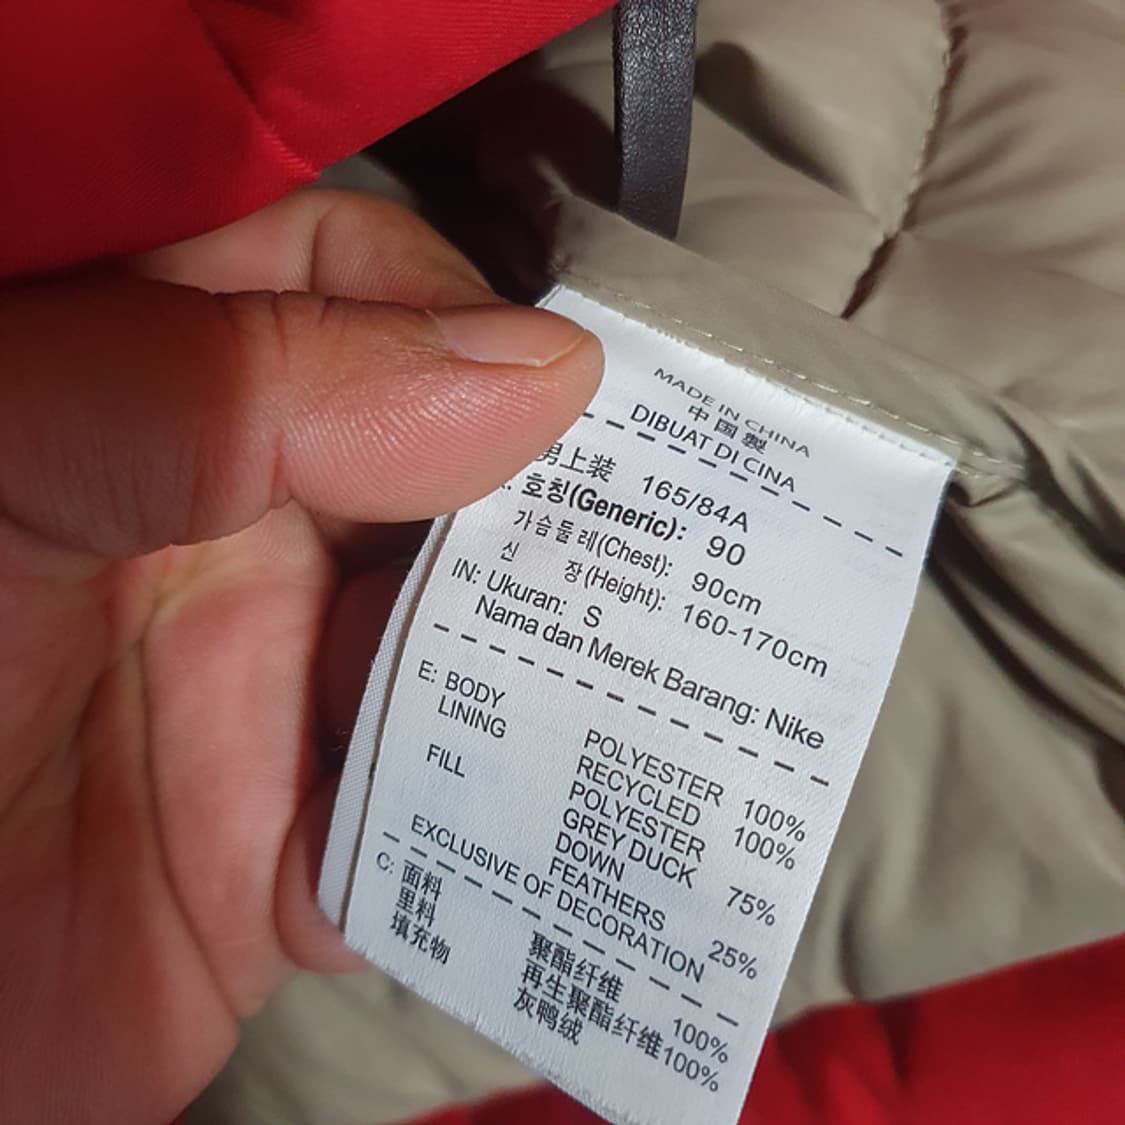 MADE IN CHINA
中国製
DIBUAT DI CINA
男上装 165/84A
호칭(Generic): 90
가슴둘레(Chest): 90cm
신 장(Height): 160-170cm
IN: Ukuran: S
Nama dan Merek Barang: Nike
E: BODY POLYESTER 100%
LINING RECYCLED
POLYESTER 100%
FILL GREY DUCK
DOWN 75%
FEATHERS 25%
EXCLUSIVE OF DECORATION
C: 面料 聚酯纤维 100%
里料 再生聚酯纤维 100%
填充物 灰鸭绒